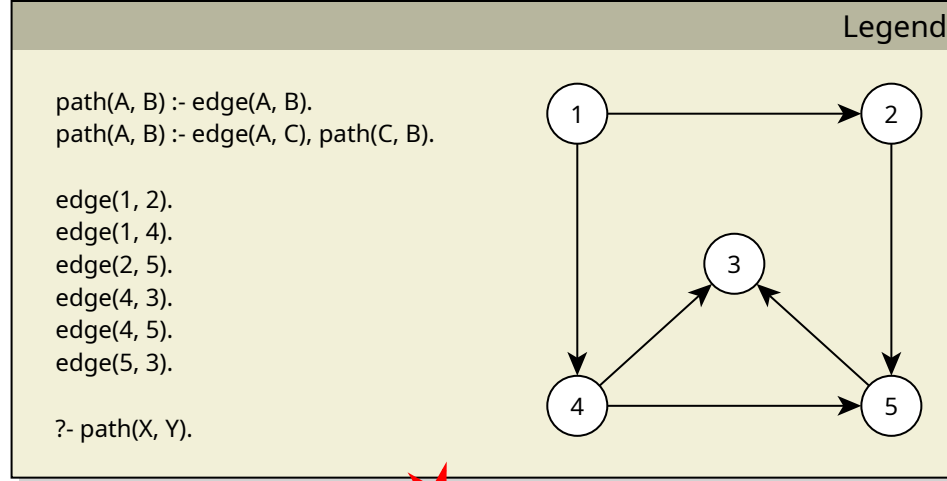 Legend
path(A, B) :- edge(A, B).
path(A, B) :- edge(A, C), path(C, B).
edge(1, 2).
edge(1, 4).
edge(2, 5).
edge(4, 3).
edge(4, 5).
edge(5, 3).
?- path(X, Y).
1
2
3
4
5